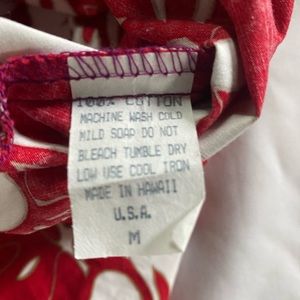 100% COTTON
MACHINE WASH COLD
MILD SOAP DO NOT
BLEACH TUMBLE DRY
LOW USE COOL IRON
MADE IN HAWAII
U.S.A.
M